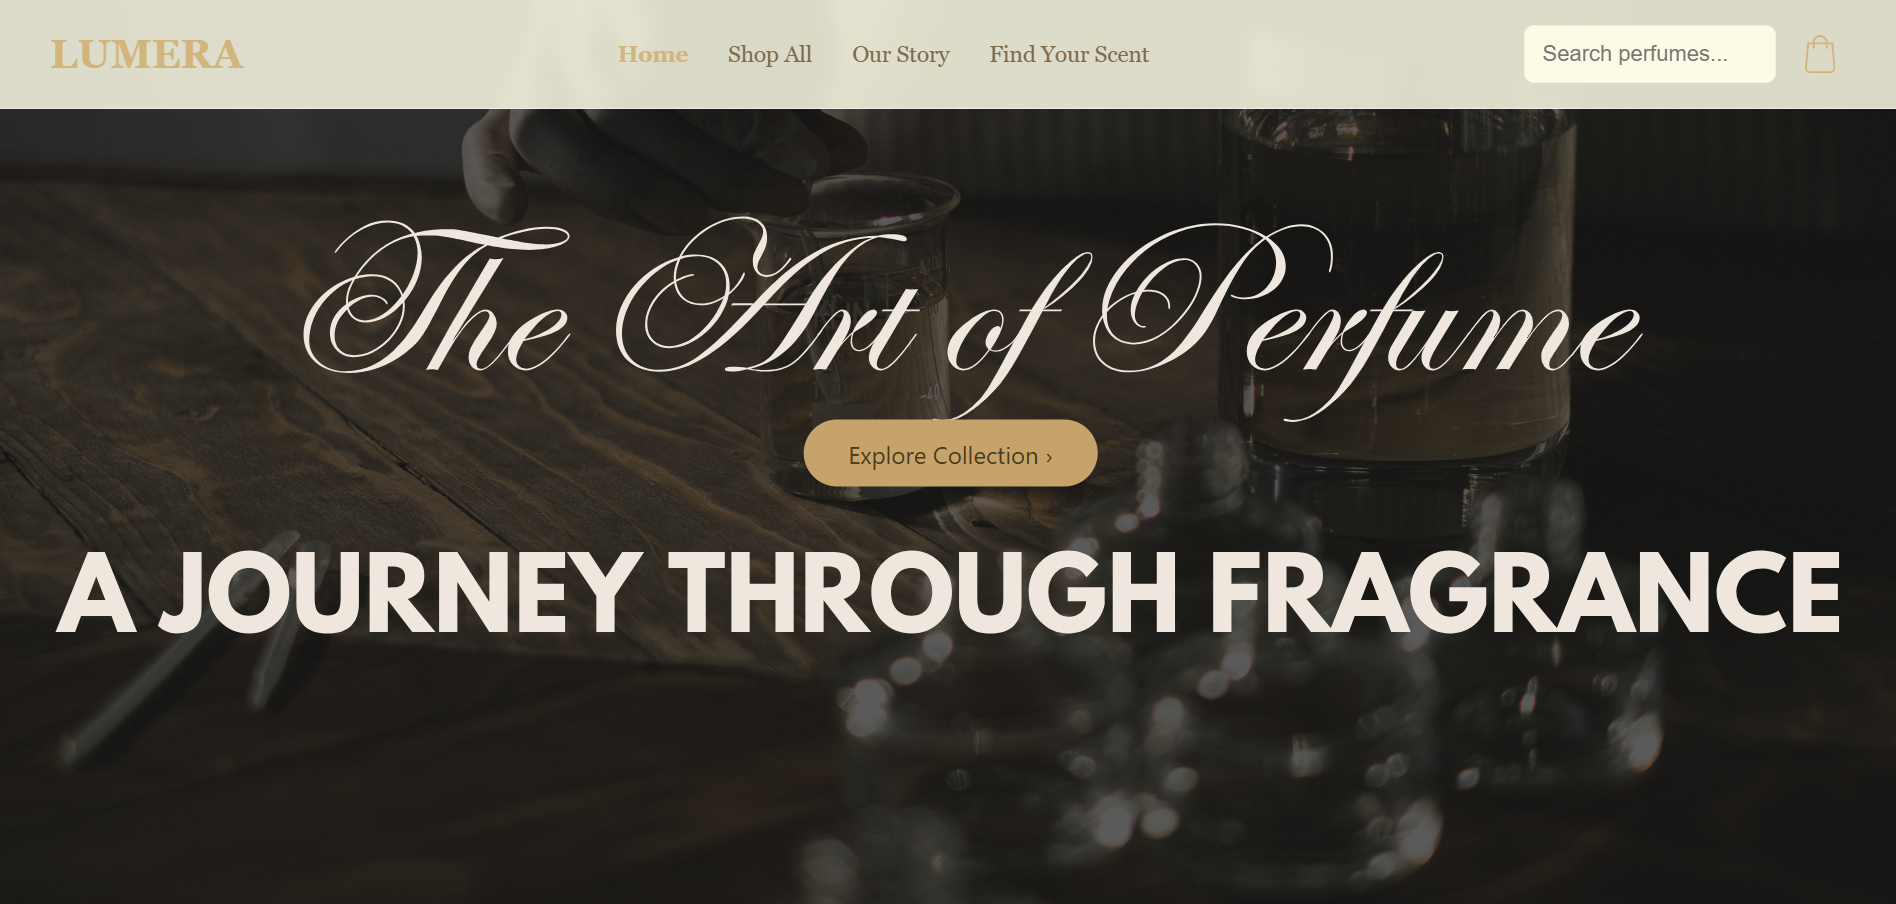 LUMERA
Home Shop All Our Story Find Your Scent
Search perfumes...
The Art of Perfume
Explore Collection ›
A JOURNEY THROUGH FRAGRANCE